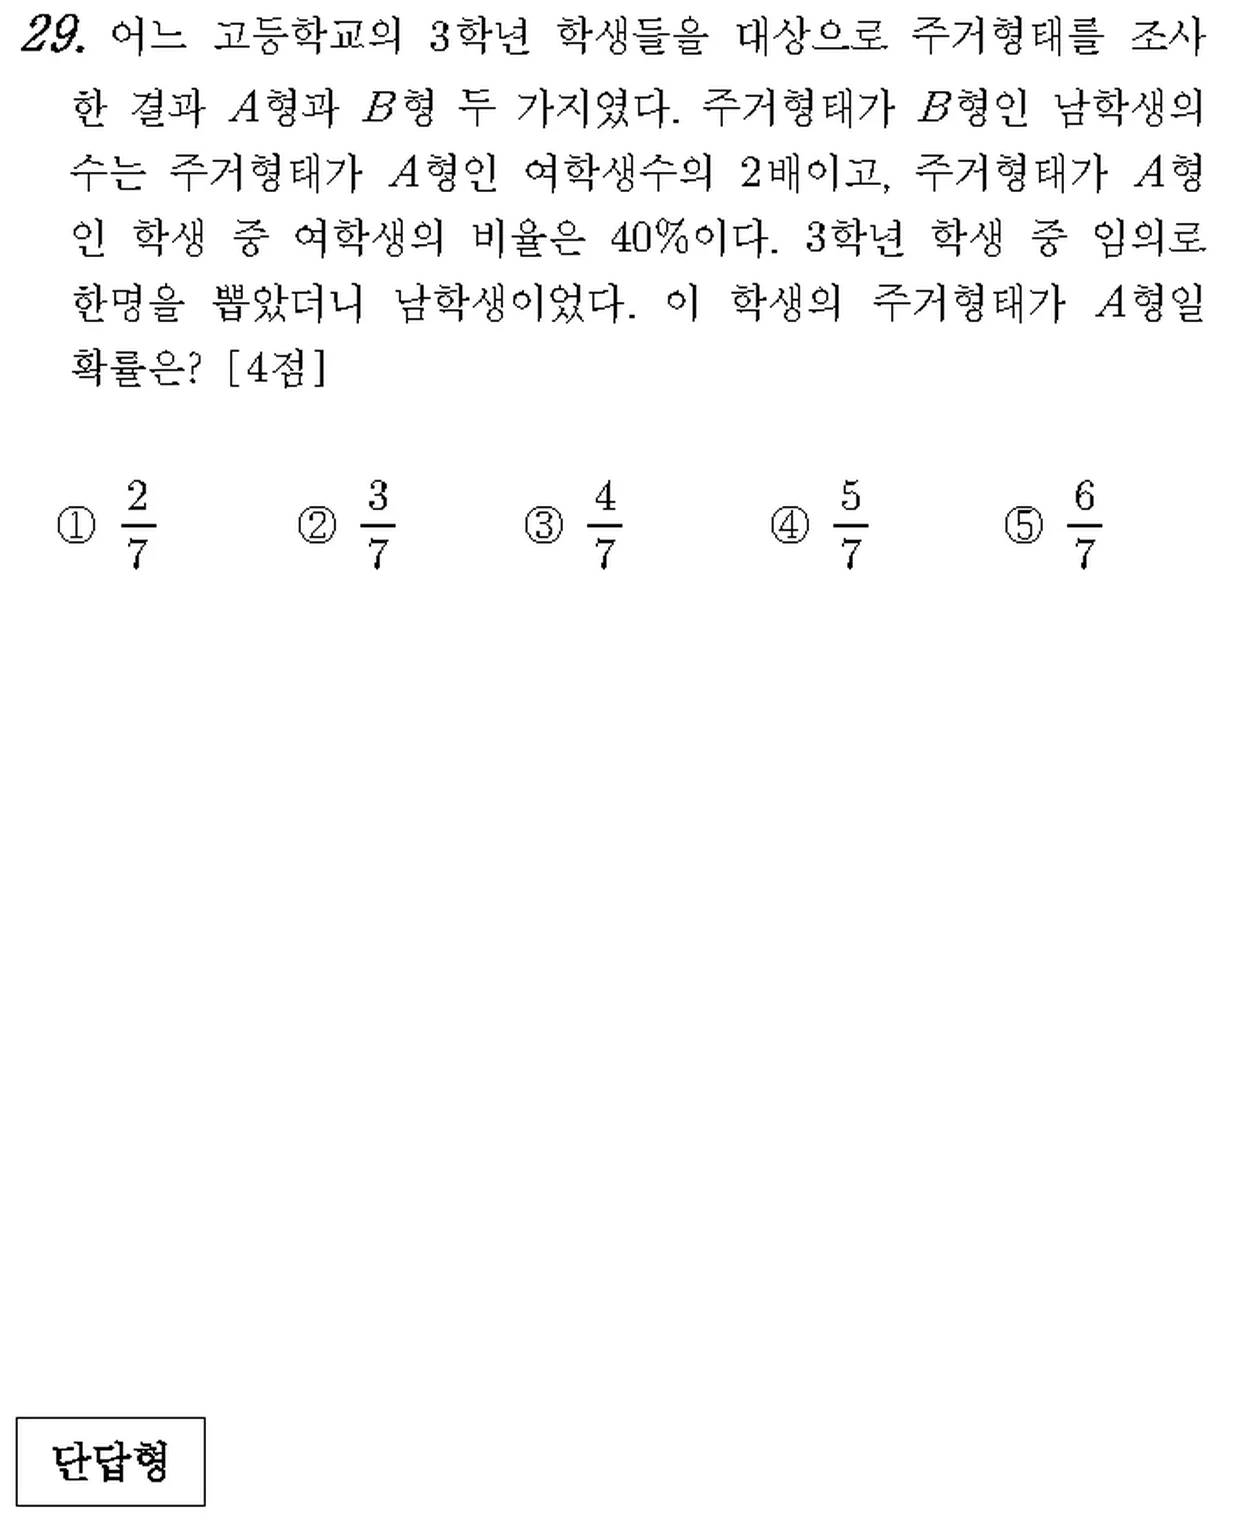 29. 어느 고등학교의 3학년 학생들을 대상으로 주거형태를 조사
한 결과 A형과 B형 두 가지였다. 주거형태가 B형인 남학생의
수는 주거형태가 A형인 여학생수의 2배이고, 주거형태가 A형
인 학생 중 여학생의 비율은 40%이다. 3학년 학생 중 임의로
한명을 뽑았더니 남학생이었다. 이 학생의 주거형태가 A형일
확률은? [4점]
① 2/7 ② 3/7 ③ 4/7 ④ 5/7 ⑤ 6/7
단답형